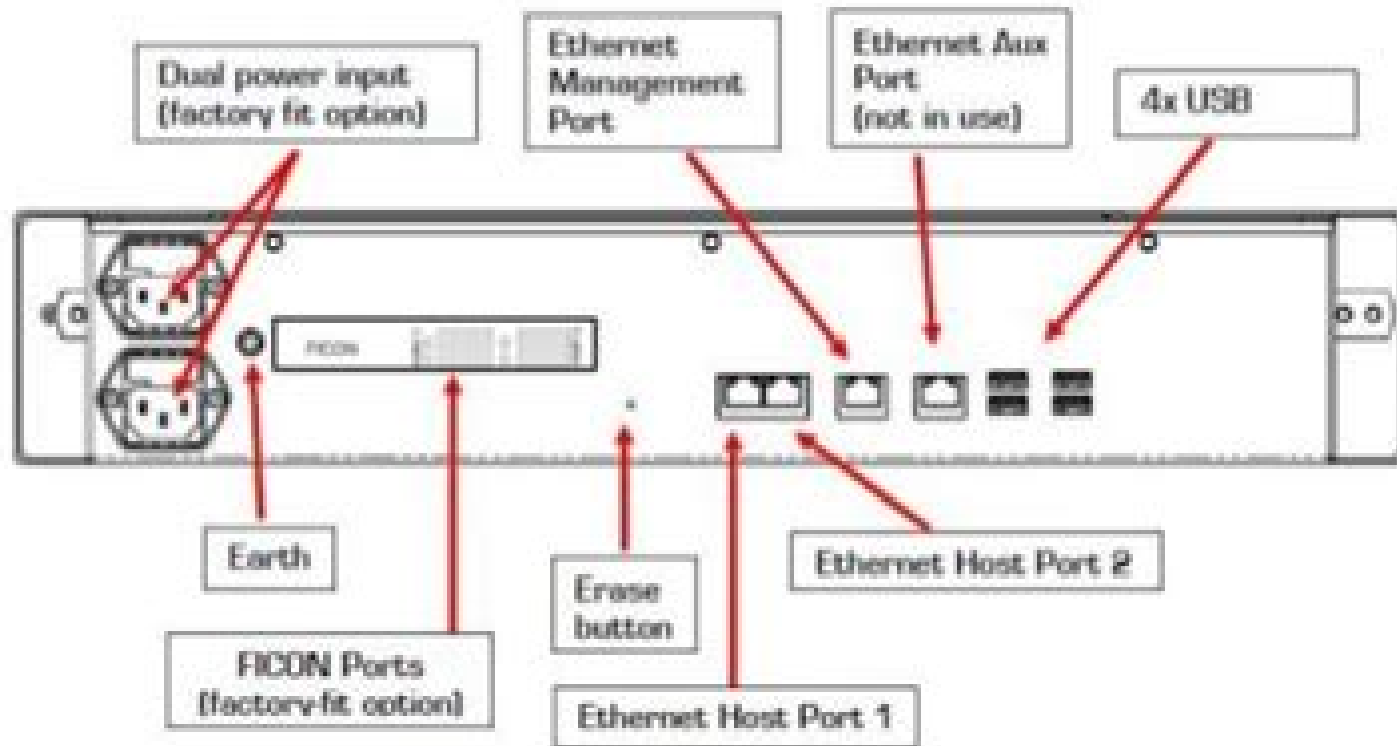 Dual power input
(factory fit option)
Ethernet
Management
Port
Ethernet Aux
Port
(not in use)
4x USB
FICON
Earth
Erase
button
Ethernet Host Port 2
FICON Ports
(factory-fit option)
Ethernet Host Port 1